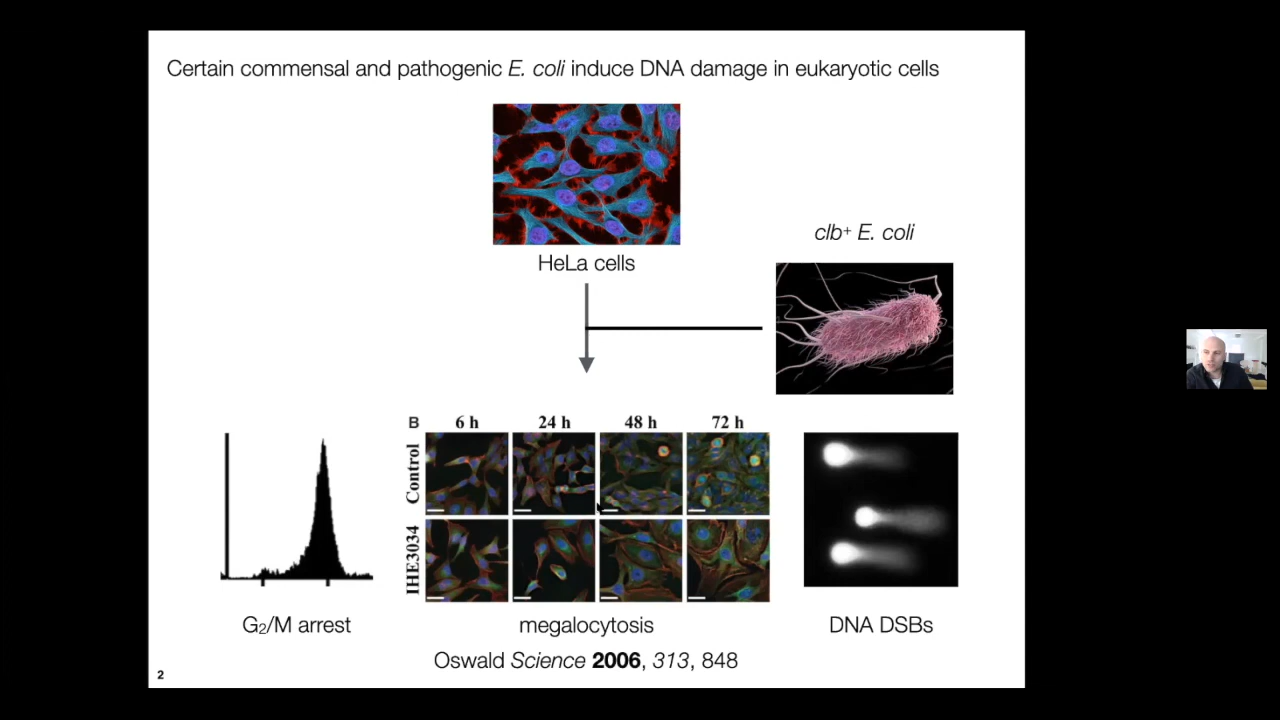 Certain commensal and pathogenic E. coli induce DNA damage in eukaryotic cells
clb+ E. coli
HeLa cells
B 6 h 24 h 48 h 72 h
Control
IHE3034
G2/M arrest
megalocytosis
DNA DSBs
Oswald Science 2006, 313, 848
2